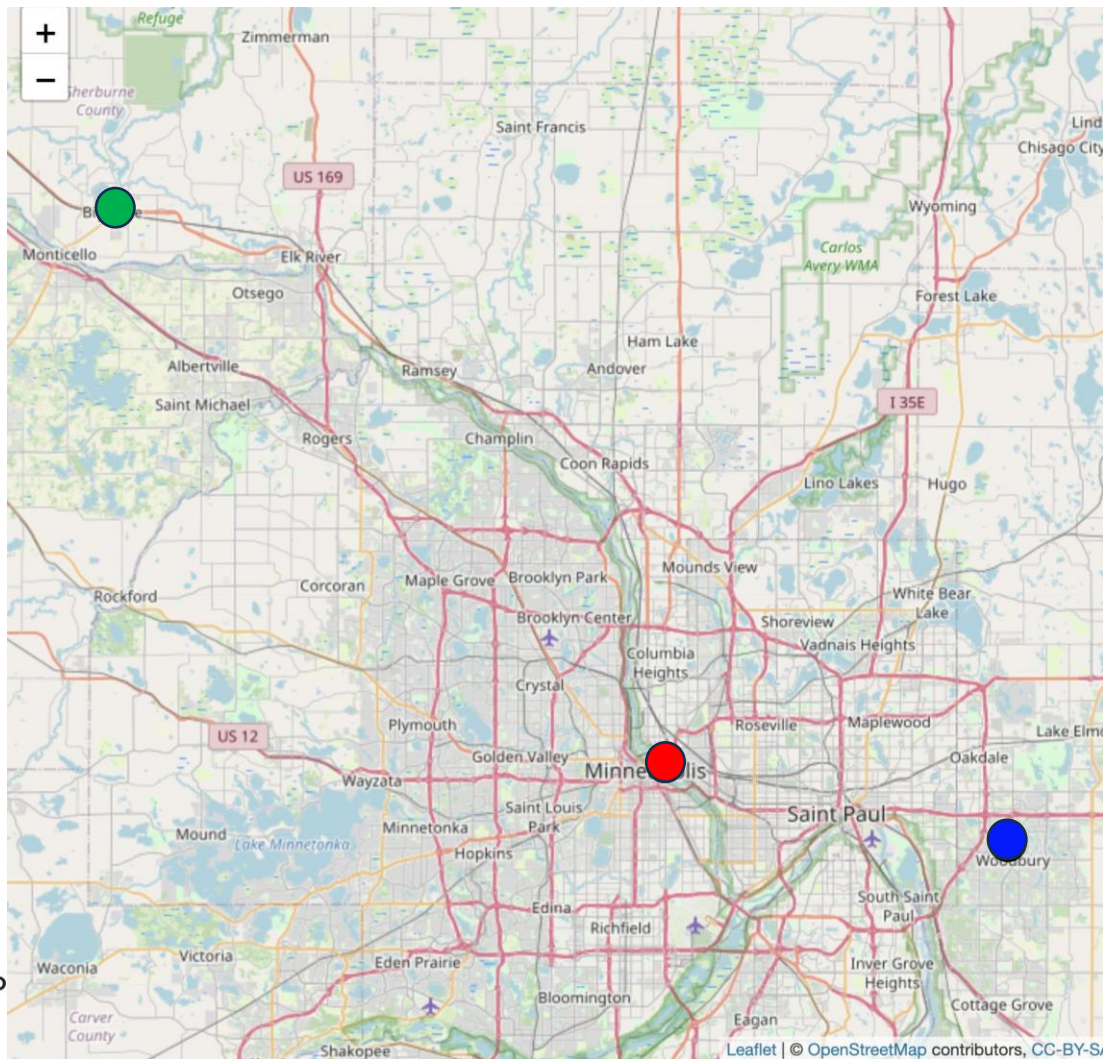 +
−
Refuge
Zimmerman
Sherburne
County
Saint Francis
Lind
Chisago City
US 169
Wyoming
Monticello
Elk River
Carlos
Avery WMA
Otsego
Forest Lake
Ham Lake
Albertville
Ramsey
Andover
Saint Michael
I 35E
Rogers
Champlin
Coon Rapids
Lino Lakes
Hugo
Mounds View
Corcoran
Maple Grove
Brooklyn Park
Rockford
White Bear
Lake
Brooklyn Center
Shoreview
Vadnais Heights
Columbia
Heights
Crystal
Plymouth
Roseville
Maplewood
US 12
Lake Elmo
Golden Valley
Oakdale
Wayzata
Saint Louis
Park
Saint Paul
Minnetonka
Mound
Lake Minnetonka
Hopkins
Woodbury
South Saint
Paul
Edina
Richfield
Victoria
Eden Prairie
Waconia
Inver Grove
Heights
Bloomington
Cottage Grove
Carver
County
Eagan
Shakopee
Leaflet | © OpenStreetMap contributors, CC-BY-SA